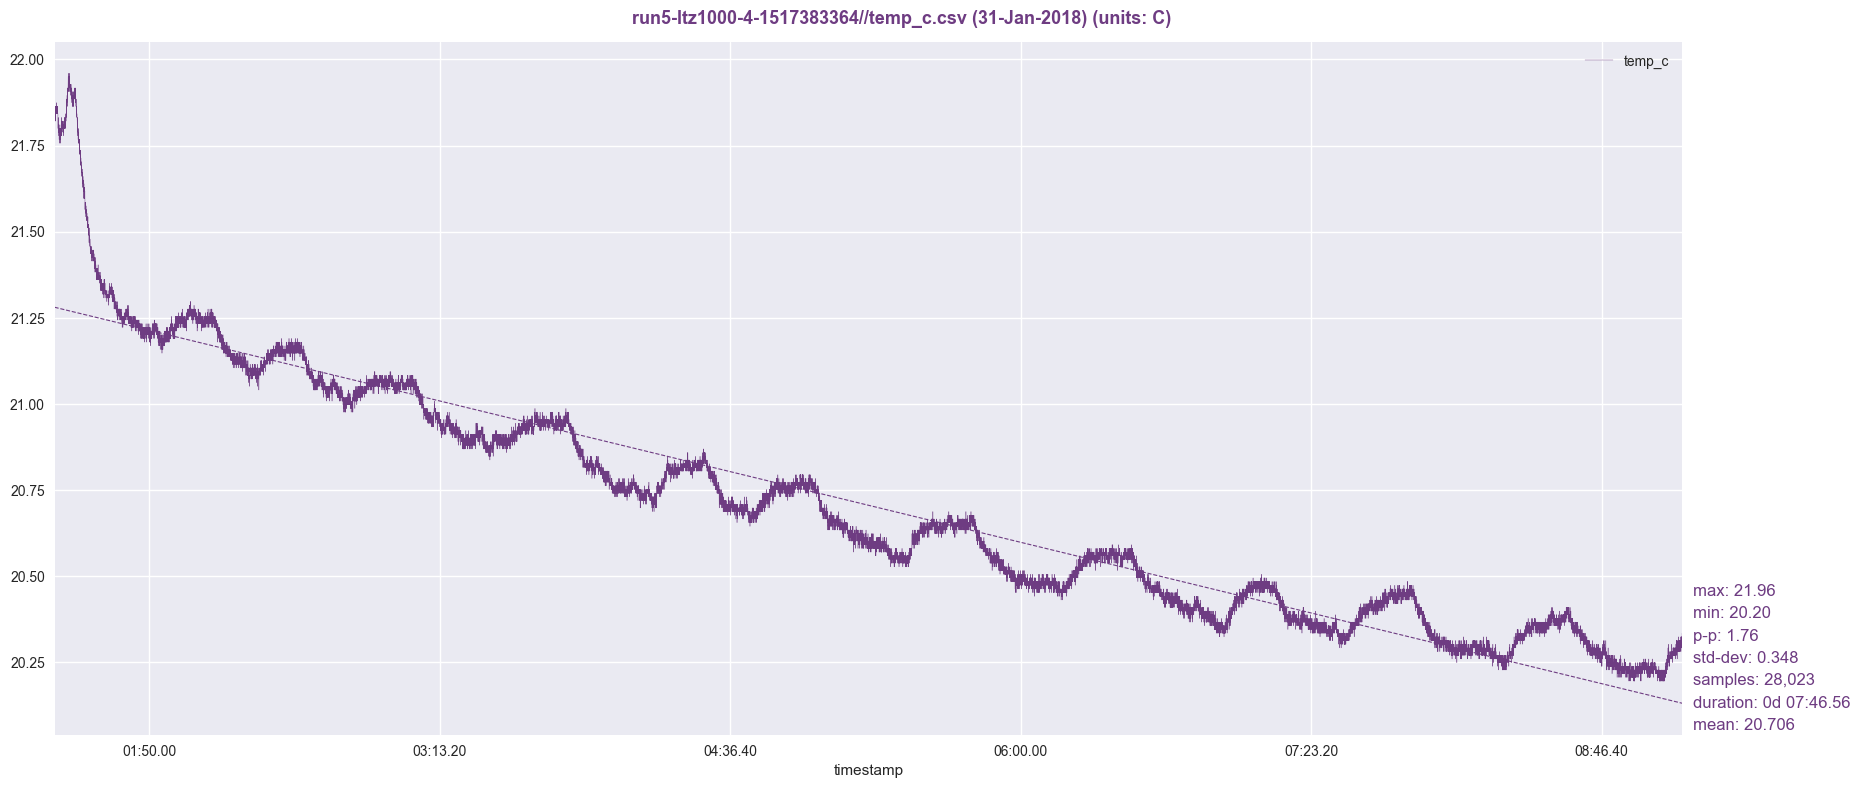 run5-ltz1000-4-1517383364//temp_c.csv (31-Jan-2018) (units: C)
temp_c
22.00
21.75
21.50
21.25
21.00
20.75
20.50
20.25
max: 21.96
min: 20.20
p-p: 1.76
std-dev: 0.348
samples: 28,023
duration: 0d 07:46.56
mean: 20.706
01:50.00 03:13.20 04:36.40 06:00.00 07:23.20 08:46.40
timestamp